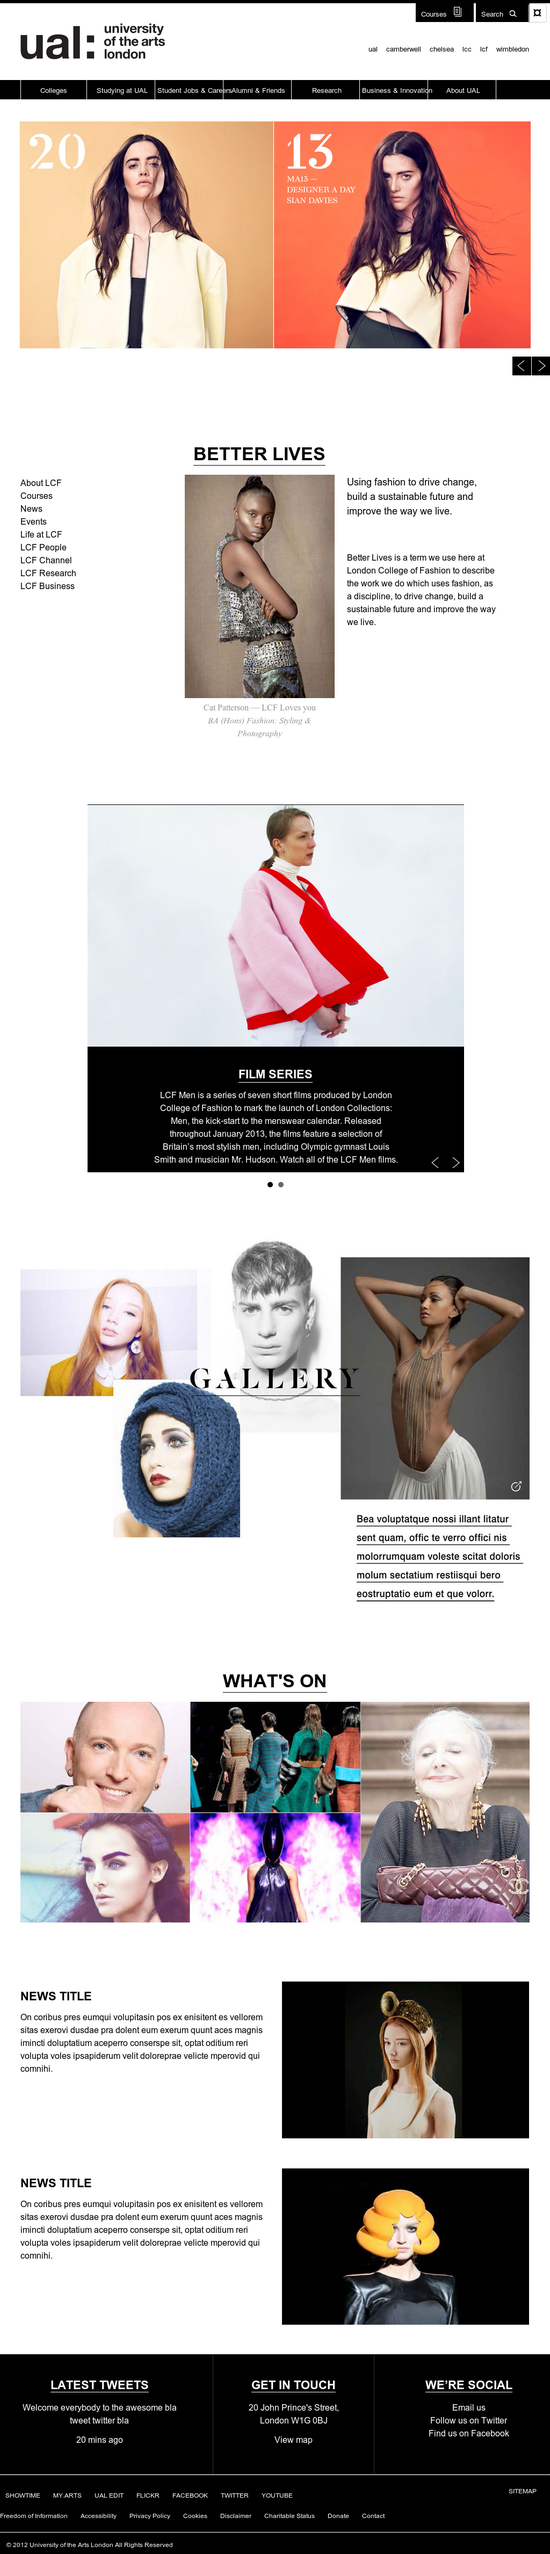 Courses
Search
ual:
university
of the arts
london
ual camberwell chelsea lcc lcf wimbledon
Colleges Studying at UAL Student Jobs & Careers Alumni & Friends Research Business & Innovation About UAL
20
13
MA13 —
DESIGNER A DAY
SIAN DAVIES
BETTER LIVES
About LCF
Courses
News
Events
Life at LCF
LCF People
LCF Channel
LCF Research
LCF Business
Cat Patterson — LCF Loves you
BA (Hons) Fashion: Styling &
Photography
Using fashion to drive change,
build a sustainable future and
improve the way we live.
Better Lives is a term we use here at
London College of Fashion to describe
the work we do which uses fashion, as
a discipline, to drive change, build a
sustainable future and improve the way
we live.
FILM SERIES
LCF Men is a series of seven short films produced by London
College of Fashion to mark the launch of London Collections:
Men, the kick-start to the menswear calendar. Released
throughout January 2013, the films feature a selection of
Britain's most stylish men, including Olympic gymnast Louis
Smith and musician Mr. Hudson. Watch all of the LCF Men films.
GALLERY
Bea voluptatque nossi illant litatur
sent quam, offic te verro offici nis
molorrumquam voleste scitat doloris
molum sectatium restiisqui bero
eostruptatio eum et que volorr.
WHAT'S ON
NEWS TITLE
On coribus pres eumqui volupitasin pos ex enisitent es vellorem
sitas exerovi dusdae pra dolent eum exerum quunt aces magnis
imincti doluptatium aceperro conserspe sit, optat oditium reri
volupta voles ipsapiderum velit doloreprae velicte mperovid qui
comnihi.
NEWS TITLE
On coribus pres eumqui volupitasin pos ex enisitent es vellorem
sitas exerovi dusdae pra dolent eum exerum quunt aces magnis
imincti doluptatium aceperro conserspe sit, optat oditium reri
volupta voles ipsapiderum velit doloreprae velicte mperovid qui
comnihi.
LATEST TWEETS
Welcome everybody to the awesome bla
tweet twitter bla
20 mins ago
GET IN TOUCH
20 John Prince's Street,
London W1G 0BJ
View map
WE'RE SOCIAL
Email us
Follow us on Twitter
Find us on Facebook
SHOWTIME MY.ARTS UAL EDIT FLICKR FACEBOOK TWITTER YOUTUBE
SITEMAP
Freedom of Information Accessibility Privacy Policy Cookies Disclaimer Charitable Status Donate Contact
© 2012 University of the Arts London All Rights Reserved